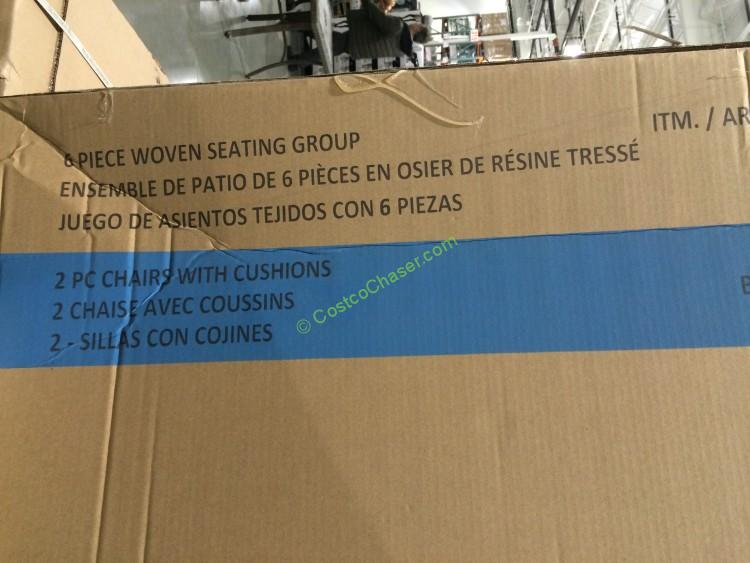 6 PIECE WOVEN SEATING GROUP
ENSEMBLE DE PATIO DE 6 PIÈCES EN OSIER DE RÉSINE TRESSÉ
JUEGO DE ASIENTOS TEJIDOS CON 6 PIEZAS
ITM. / AR
2 PC CHAIRS WITH CUSHIONS
2 CHAISE AVEC COUSSINS
2 - SILLAS CON COJINES
© CostcoChaser.com